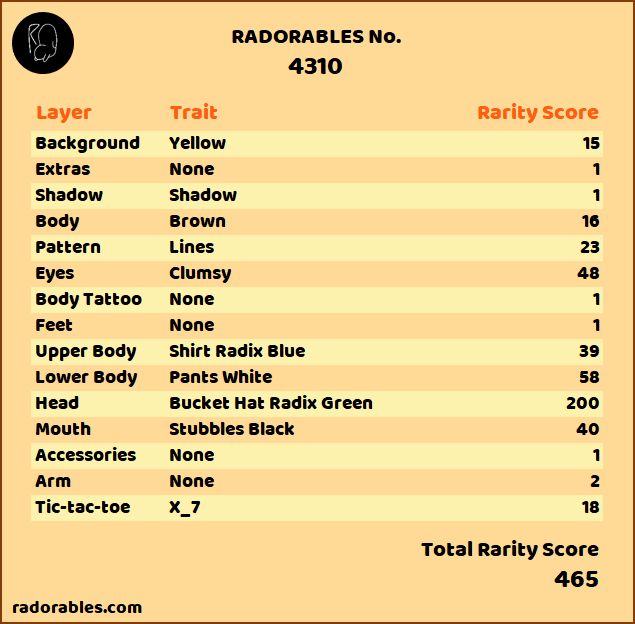 RADORABLES No.
4310
Layer Trait Rarity Score
Background Yellow 15
Extras None 1
Shadow Shadow 1
Body Brown 16
Pattern Lines 23
Eyes Clumsy 48
Body Tattoo None 1
Feet None 1
Upper Body Shirt Radix Blue 39
Lower Body Pants White 58
Head Bucket Hat Radix Green 200
Mouth Stubbles Black 40
Accessories None 1
Arm None 2
Tic-tac-toe X_7 18
Total Rarity Score
465
radorables.com